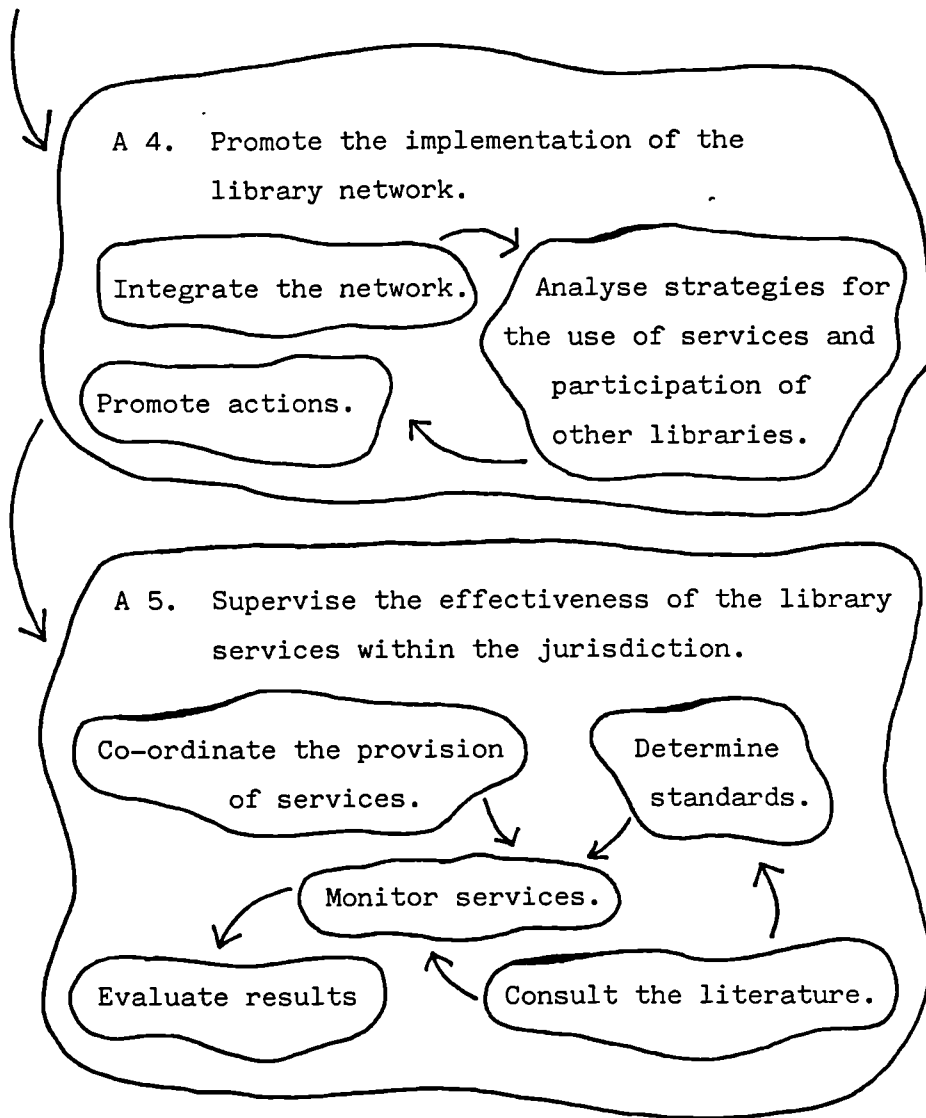 A 4. Promote the implementation of the
library network.
Integrate the network.
Analyse strategies for
the use of services and
participation of
other libraries.
Promote actions.
A 5. Supervise the effectiveness of the library
services within the jurisdiction.
Co-ordinate the provision
of services.
Determine
standards.
Monitor services.
Evaluate results
Consult the literature.